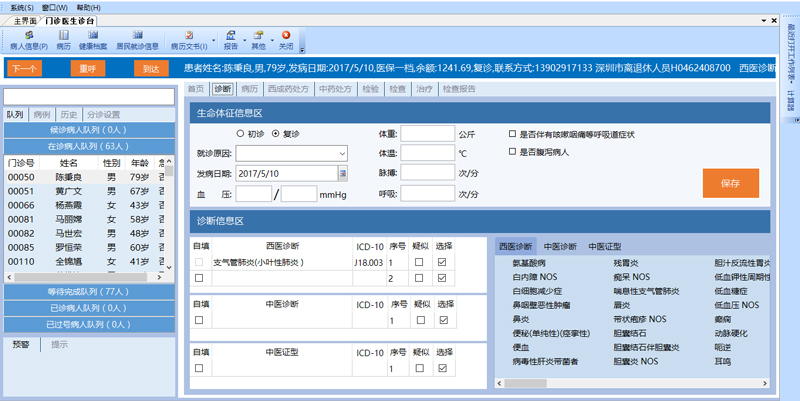 系统(S) 窗口(W) 帮助(H)
主界面 门诊医生诊台
病人信息(P) 病历 健康档案 居民就诊信息 病历文书(I) 报告 其他 关闭
下一个 重呼 到达 患者姓名:陈秉良,男,79岁,发病日期:2017/5/10,医保一档,余额:1241.69,复诊,联系方式:13902917133 深圳市离退休人员H0462408700 西医诊断
首页 诊断 病历 西成药处方 中药处方 检验 检查 治疗 检查报告
队列 病例 历史 分诊设置
候诊病人队列(0人)
在诊病人队列(63人)
门诊号 姓名 性别 年龄
00050 陈秉良 男 79岁 否
00051 黄广文 男 67岁 否
00066 杨燕霞 女 43岁 否
00081 马丽嫦 女 58岁 否
00082 马世宏 男 48岁 否
00085 罗恒荣 男 60岁 否
00110 全锦尴 女 41岁 否
等待完成队列(77人)
已诊病人队列(0人)
已过号病人队列(0人)
预警 提示
生命体征信息区
初诊 复诊 体重: 公斤 是否伴有咳嗽咽痛等呼吸道症状
就诊原因: 体温: ℃ 是否腹泻病人
发病日期: 2017/5/10 脉搏: 次/分
血 压: / mmHg 呼吸: 次/分
保存
诊断信息区
自填 西医诊断 ICD-10 序号 疑似 选择
支气管肺炎(小叶性肺炎) J18.003 1
2
自填 中医诊断 ICD-10 序号 疑似 选择
1
自填 中医证型 ICD-10 序号 疑似 选择
1
西医诊断 中医诊断 中医证型
氨基酸病 残胃炎 胆汁反流性胃炎
白内障 NOS 痴呆 NOS 低血钾性周期性
白细胞减少症 喘息性支气管肺炎 低血糖症
鼻咽壁恶性肿瘤 唇炎 低血压 NOS
鼻炎 带状疱疹 NOS 癫痫
便秘(单纯性)(痉挛性) 胆囊结石 动脉硬化
便血 胆囊结石伴胆囊炎 呃逆
病毒性肝炎带菌者 胆囊炎 NOS 耳鸣
最近打开工作列表 计算器